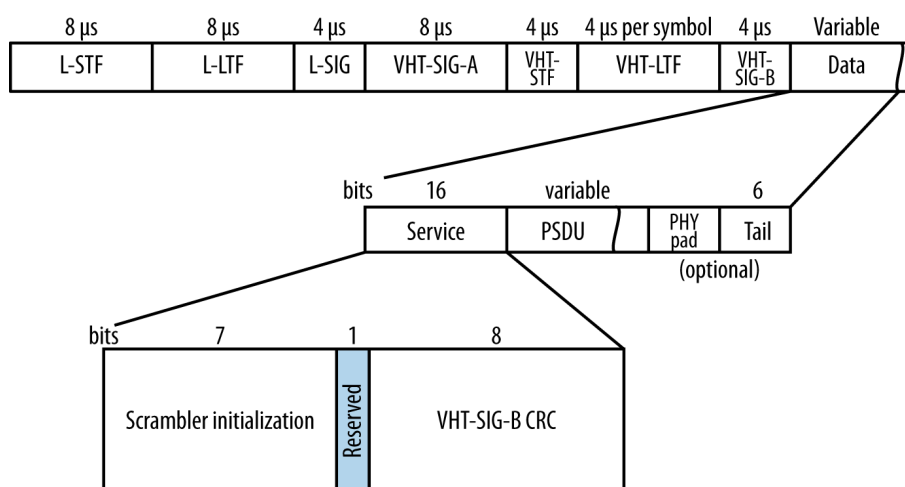 8 µs 8 µs 4 µs 8 µs 4 µs 4 µs per symbol 4 µs Variable
L-STF L-LTF L-SIG VHT-SIG-A VHT-STF VHT-LTF VHT-SIG-B Data
bits 16 variable 6
Service PSDU PHY pad Tail
(optional)
bits 7 1 8
Scrambler initialization Reserved VHT-SIG-B CRC